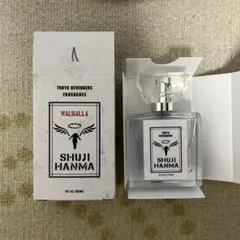 TOKYO REVENGERS
FRAGRANCE
WALHALLA
SHUJI
HANMA
TOKYO
REVENGERS
SHUJI
HANMA